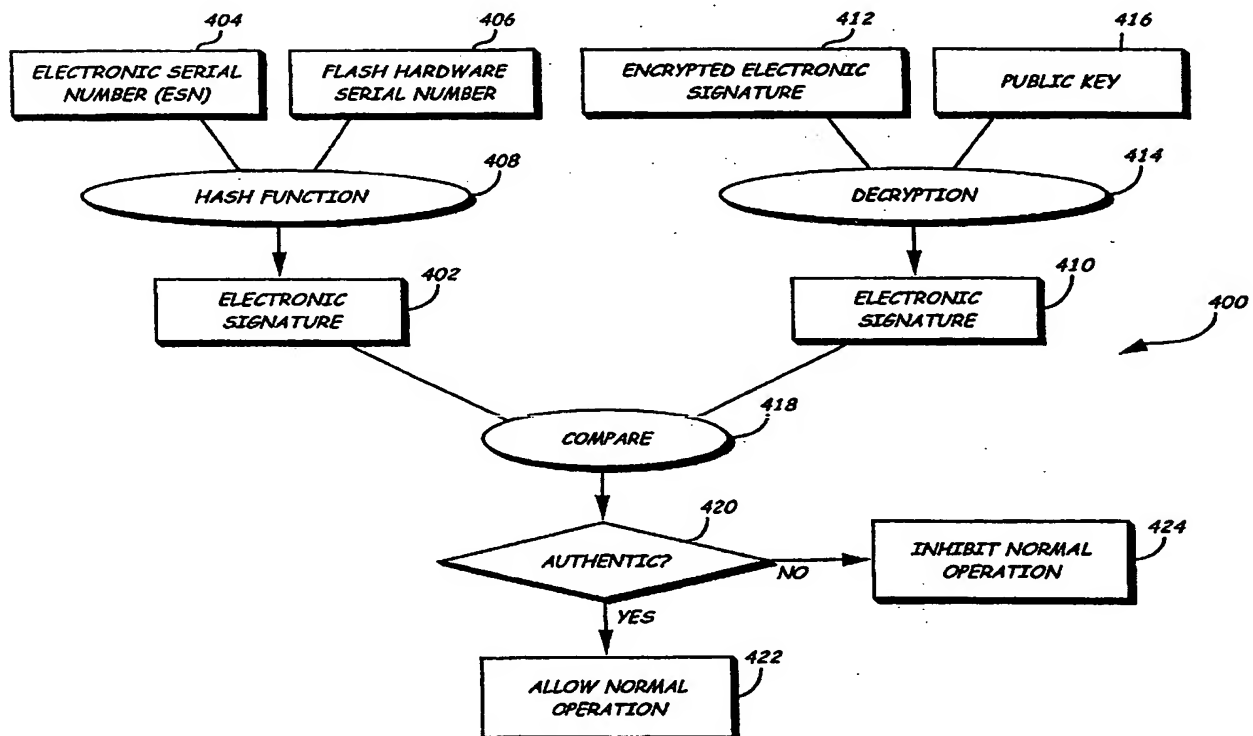 404
406
412
416
ELECTRONIC SERIAL
NUMBER (ESN)
FLASH HARDWARE
SERIAL NUMBER
ENCRYPTED ELECTRONIC
SIGNATURE
PUBLIC KEY
HASH FUNCTION
408
DECRYPTION
414
ELECTRONIC
SIGNATURE
402
ELECTRONIC
SIGNATURE
410
400
COMPARE
418
AUTHENTIC?
420
NO
INHIBIT NORMAL
OPERATION
424
YES
ALLOW NORMAL
OPERATION
422